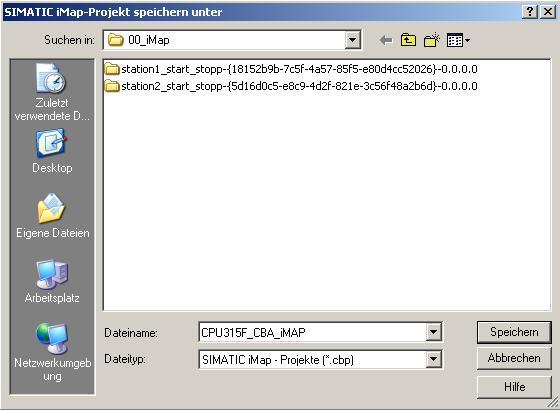 SIMATIC iMap-Projekt speichern unter
Suchen in:
00_iMap
station1_start_stopp-{18152b9b-7c5f-4a57-85f5-e80d4cc52026}-0.0.0.0
station2_start_stopp-{5d16d0c5-e8c9-4d2f-821e-3c56f48a2b6d}-0.0.0.0
Zuletzt
verwendete D...
Desktop
Eigene Dateien
Arbeitsplatz
Netzwerkumgeb
ung
Dateiname:
CPU315F_CBA_iMAP
Speichern
Dateityp:
SIMATIC iMap - Projekte (*.cbp)
Abbrechen
Hilfe